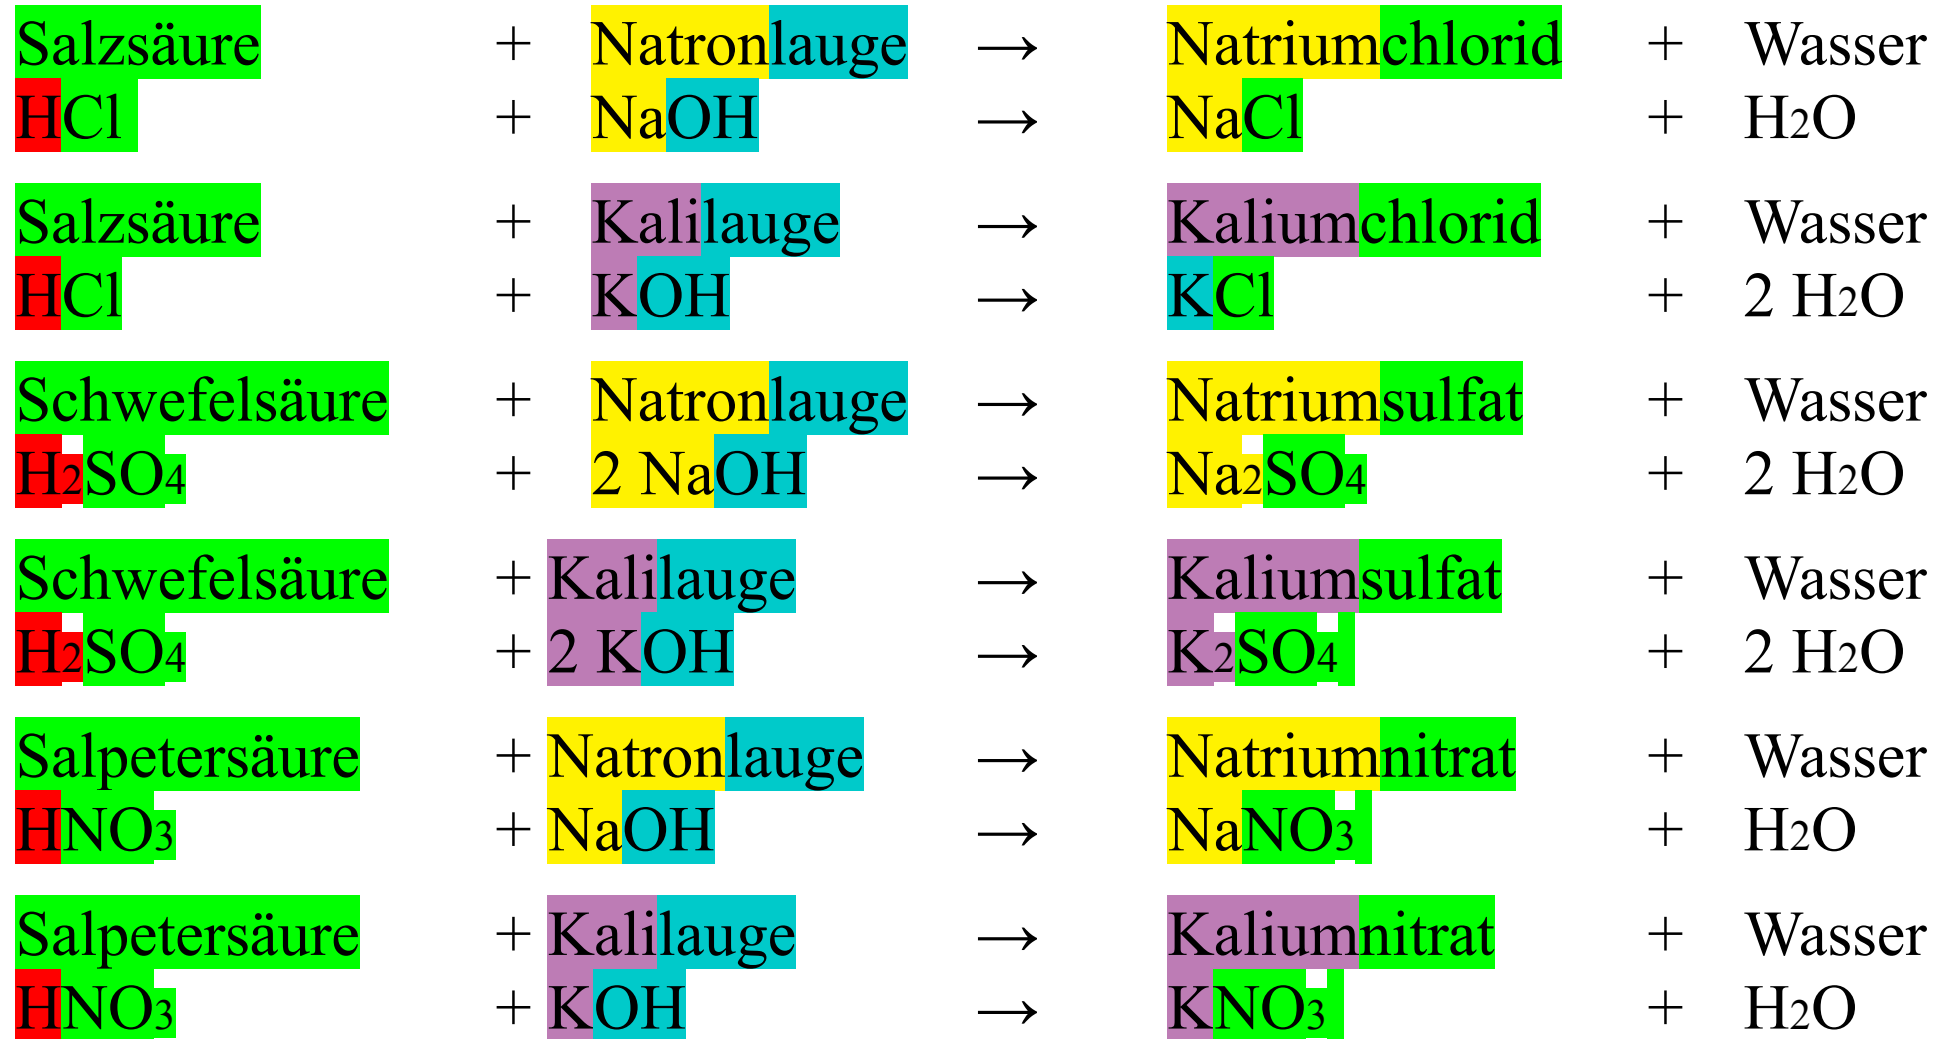 Salzsäure + Natronlauge → Natriumchlorid + Wasser
HCl + NaOH → NaCl + H2O
Salzsäure + Kalilauge → Kaliumchlorid + Wasser
HCl + KOH → KCl + 2 H2O
Schwefelsäure + Natronlauge → Natriumsulfat + Wasser
H2SO4 + 2 NaOH → Na2SO4 + 2 H2O
Schwefelsäure + Kalilauge → Kaliumsulfat + Wasser
H2SO4 + 2 KOH → K2SO4 + 2 H2O
Salpetersäure + Natronlauge → Natriumnitrat + Wasser
HNO3 + NaOH → NaNO3 + H2O
Salpetersäure + Kalilauge → Kaliumnitrat + Wasser
HNO3 + KOH → KNO3 + H2O